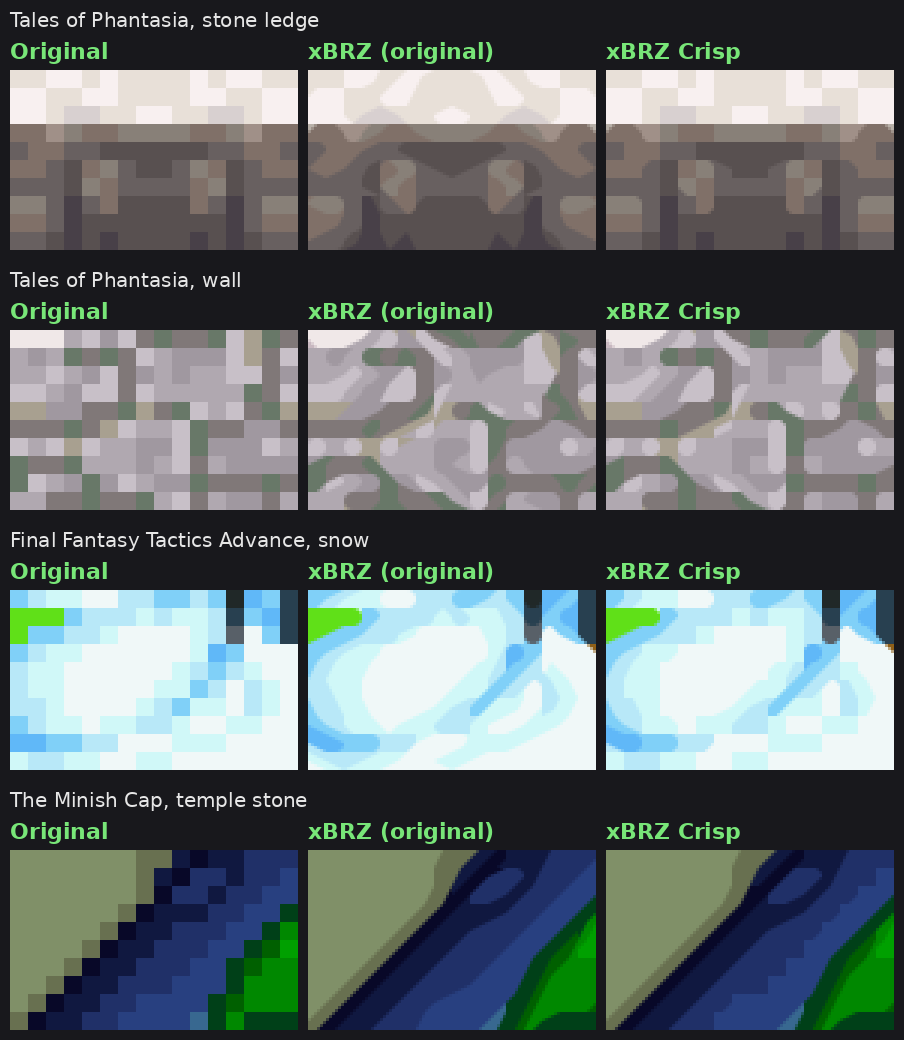 Tales of Phantasia, stone ledge
Original xBRZ (original) xBRZ Crisp
Tales of Phantasia, wall
Original xBRZ (original) xBRZ Crisp
Final Fantasy Tactics Advance, snow
Original xBRZ (original) xBRZ Crisp
The Minish Cap, temple stone
Original xBRZ (original) xBRZ Crisp